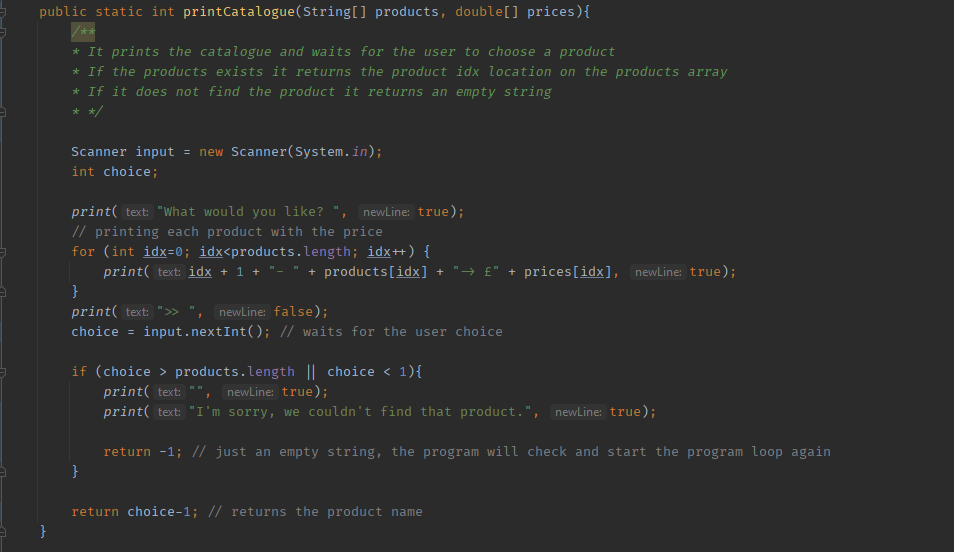 public static int printCatalogue(String[] products, double[] prices){
/**
* It prints the catalogue and waits for the user to choose a product
* If the products exists it returns the product idx location on the products array
* If it does not find the product it returns an empty string
* */
Scanner input = new Scanner(System.in);
int choice;
print( text: "What would you like? ", newLine: true);
// printing each product with the price
for (int idx=0; idx<products.length; idx++) {
print( text: idx + 1 + "- " + products[idx] + "-> £" + prices[idx], newLine: true);
}
print( text: ">> ", newLine: false);
choice = input.nextInt(); // waits for the user choice
if (choice > products.length || choice < 1){
print( text: "", newLine: true);
print( text: "I'm sorry, we couldn't find that product.", newLine: true);
return -1; // just an empty string, the program will check and start the program loop again
}
return choice-1; // returns the product name
}